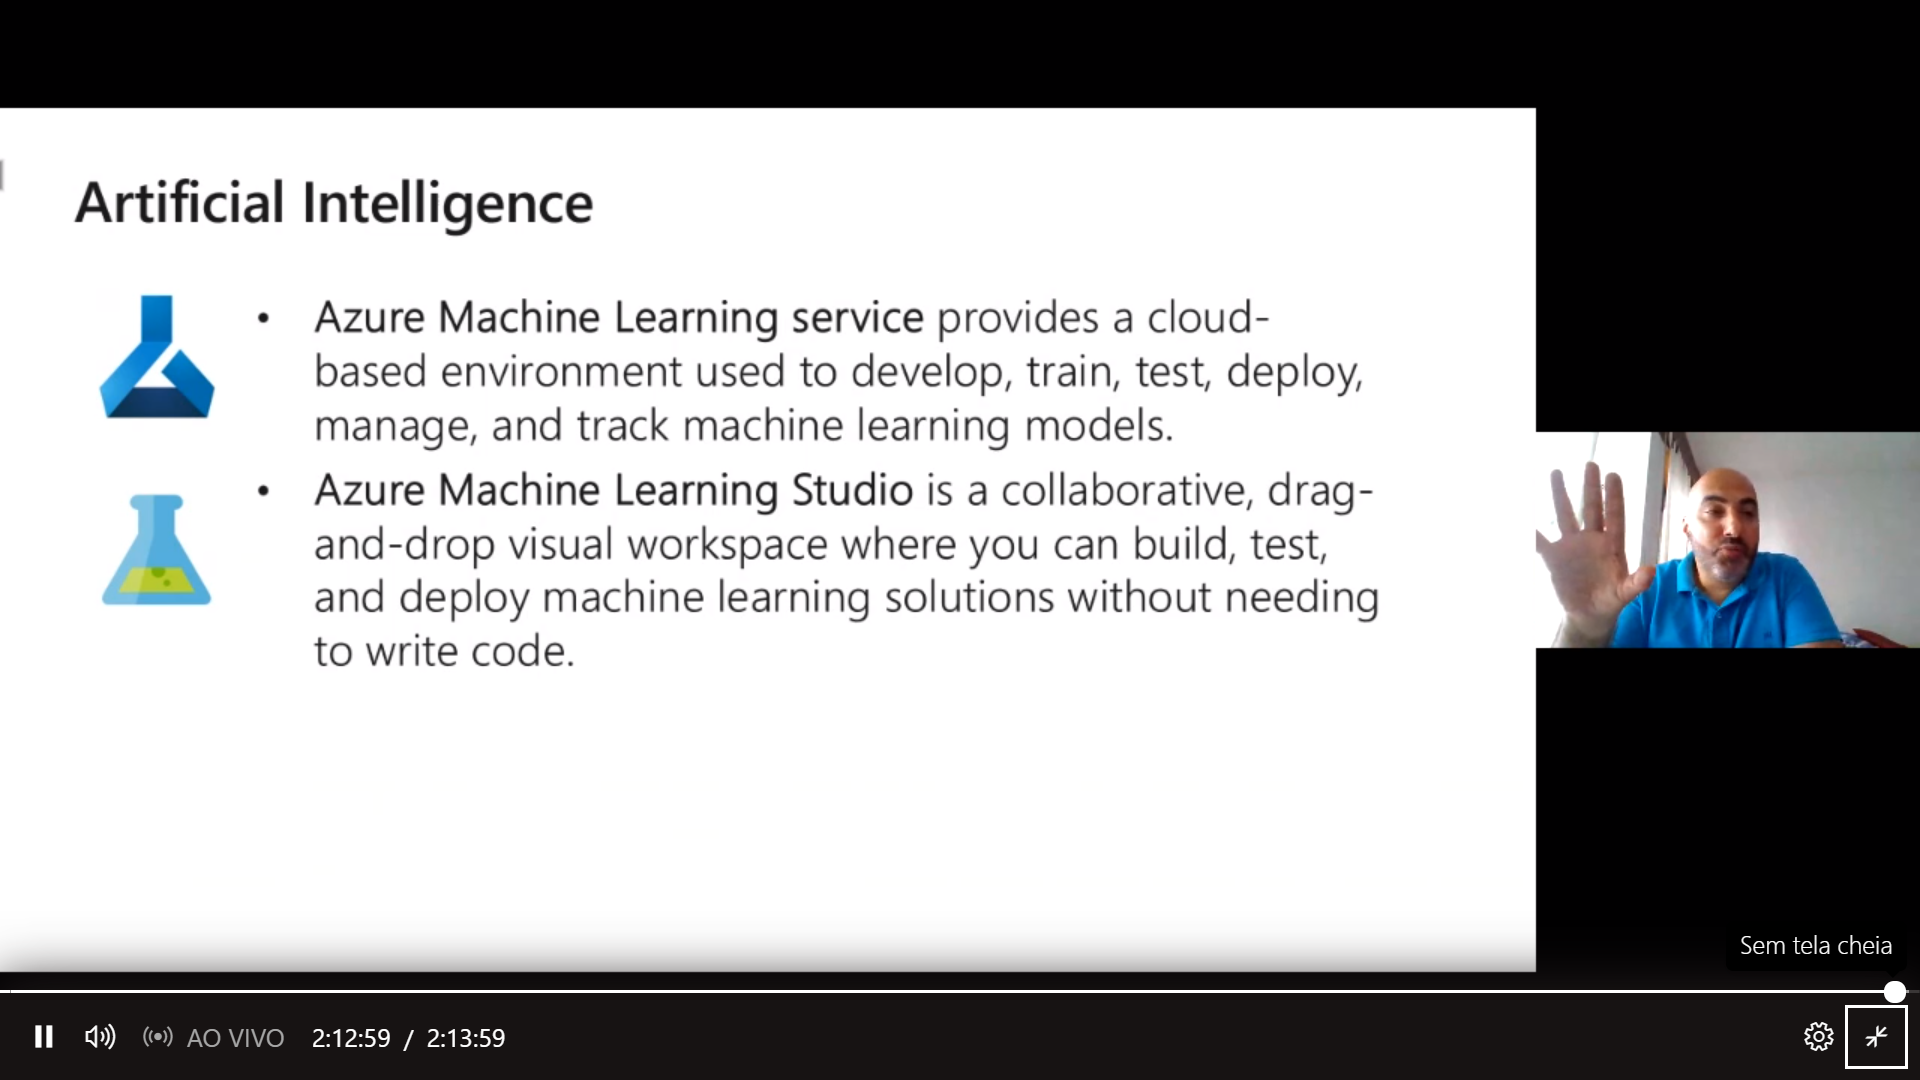 Artificial Intelligence
• Azure Machine Learning service provides a cloud-
based environment used to develop, train, test, deploy,
manage, and track machine learning models.
• Azure Machine Learning Studio is a collaborative, drag-
and-drop visual workspace where you can build, test,
and deploy machine learning solutions without needing
to write code.
Sem tela cheia
AO VIVO 2:12:59 / 2:13:59